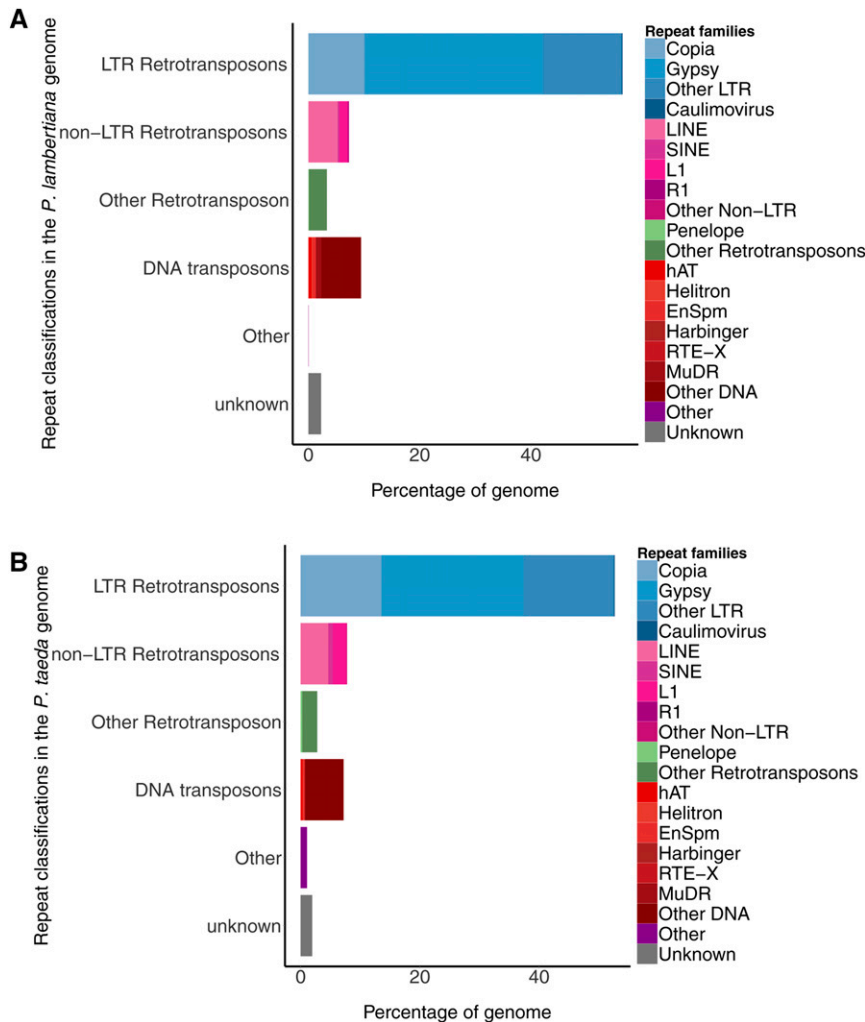 A
Repeat classifications in the P. lambertiana genome
LTR Retrotransposons
non−LTR Retrotransposons
Other Retrotransposon
DNA transposons
Other
unknown
0
20
40
Percentage of genome
Repeat families
Copia
Gypsy
Other LTR
Caulimovirus
LINE
SINE
L1
R1
Other Non−LTR
Penelope
Other Retrotransposons
hAT
Helitron
EnSpm
Harbinger
RTE−X
MuDR
Other DNA
Other
Unknown
B
Repeat classifications in the P. taeda genome
LTR Retrotransposons
non−LTR Retrotransposons
Other Retrotransposon
DNA transposons
Other
unknown
0
20
40
Percentage of genome
Repeat families
Copia
Gypsy
Other LTR
Caulimovirus
LINE
SINE
L1
R1
Other Non−LTR
Penelope
Other Retrotransposons
hAT
Helitron
EnSpm
Harbinger
RTE−X
MuDR
Other DNA
Other
Unknown